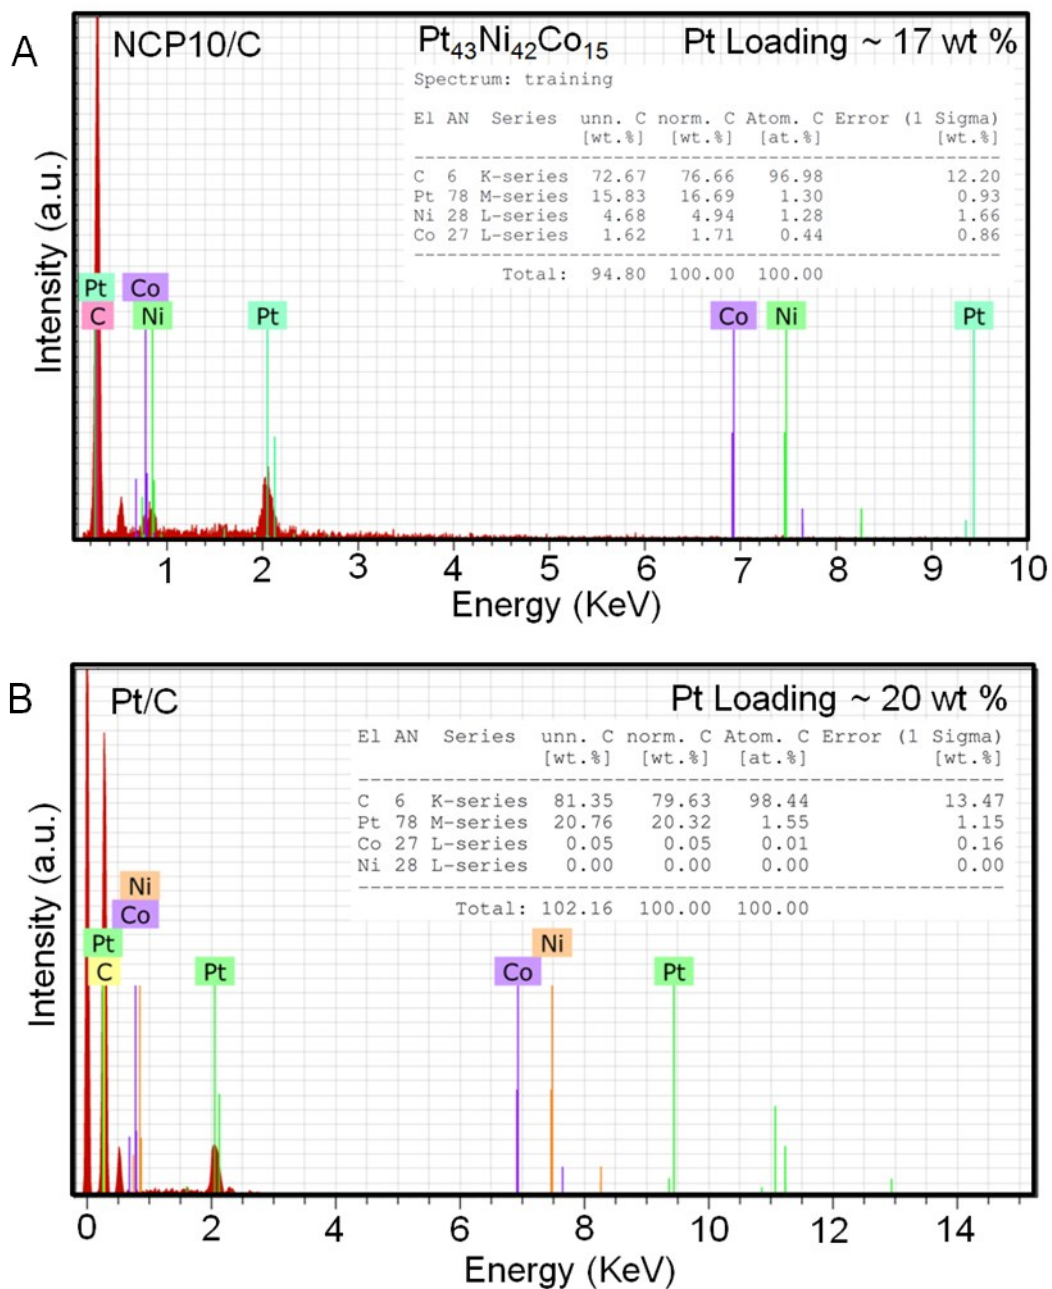 A
NCP10/C Pt43Ni42Co15 Pt Loading ~ 17 wt %
Spectrum: training
El AN Series unn. C norm. C Atom. C Error (1 Sigma)
[wt.%] [wt.%] [at.%] [wt.%]
C 6 K-series 72.67 76.66 96.98 12.20
Pt 78 M-series 15.83 16.69 1.30 0.93
Ni 28 L-series 4.68 4.94 1.28 1.66
Co 27 L-series 1.62 1.71 0.44 0.86
Total: 94.80 100.00 100.00
Pt Co
C Ni Pt Co Ni Pt
Intensity (a.u.)
1 2 3 4 5 6 7 8 9 10
Energy (KeV)
B
Pt/C Pt Loading ~ 20 wt %
El AN Series unn. C norm. C Atom. C Error (1 Sigma)
[wt.%] [wt.%] [at.%] [wt.%]
C 6 K-series 81.35 79.63 98.44 13.47
Pt 78 M-series 20.76 20.32 1.55 1.15
Co 27 L-series 0.05 0.05 0.01 0.16
Ni 28 L-series 0.00 0.00 0.00 0.00
Total: 102.16 100.00 100.00
Ni
Co
Pt Ni
C Pt Co Pt
Intensity (a.u.)
0 2 4 6 8 10 12 14
Energy (KeV)